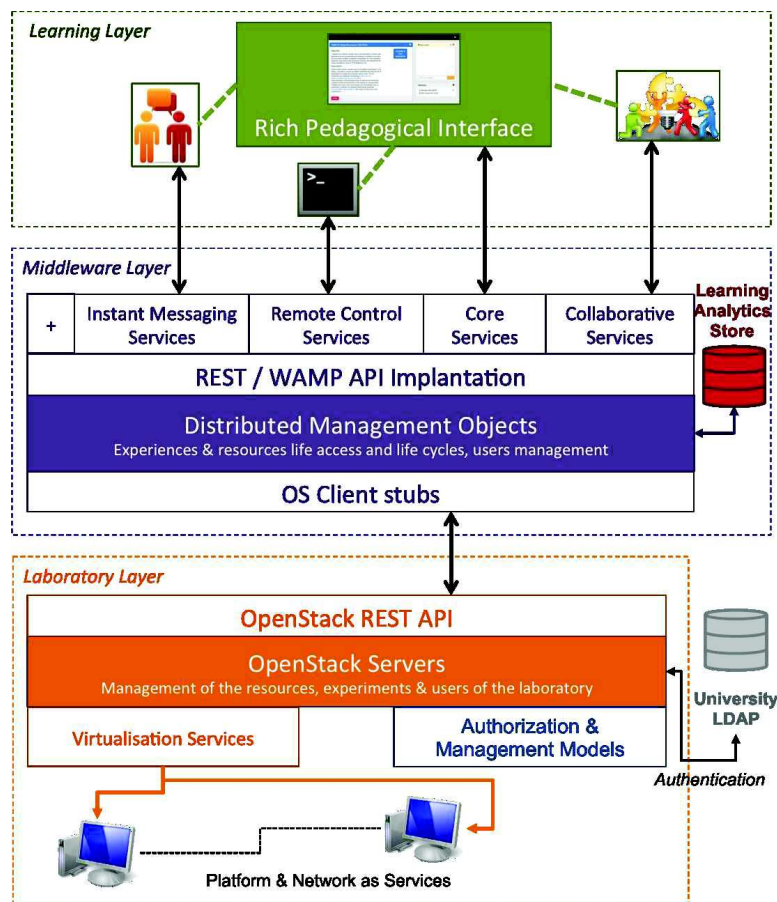 Learning Layer
>_
Rich Pedagogical Interface
Middleware Layer
+
Instant Messaging
Services
Remote Control
Services
Core
Services
Collaborative
Services
Learning
Analytics
Store
REST / WAMP API Implantation
Distributed Management Objects
Experiences & resources life access and life cycles, users management
OS Client stubs
Laboratory Layer
OpenStack REST API
OpenStack Servers
Management of the resources, experiments & users of the laboratory
Virtualisation Services
Authorization &
Management Models
University
LDAP
Authentication
Platform & Network as Services